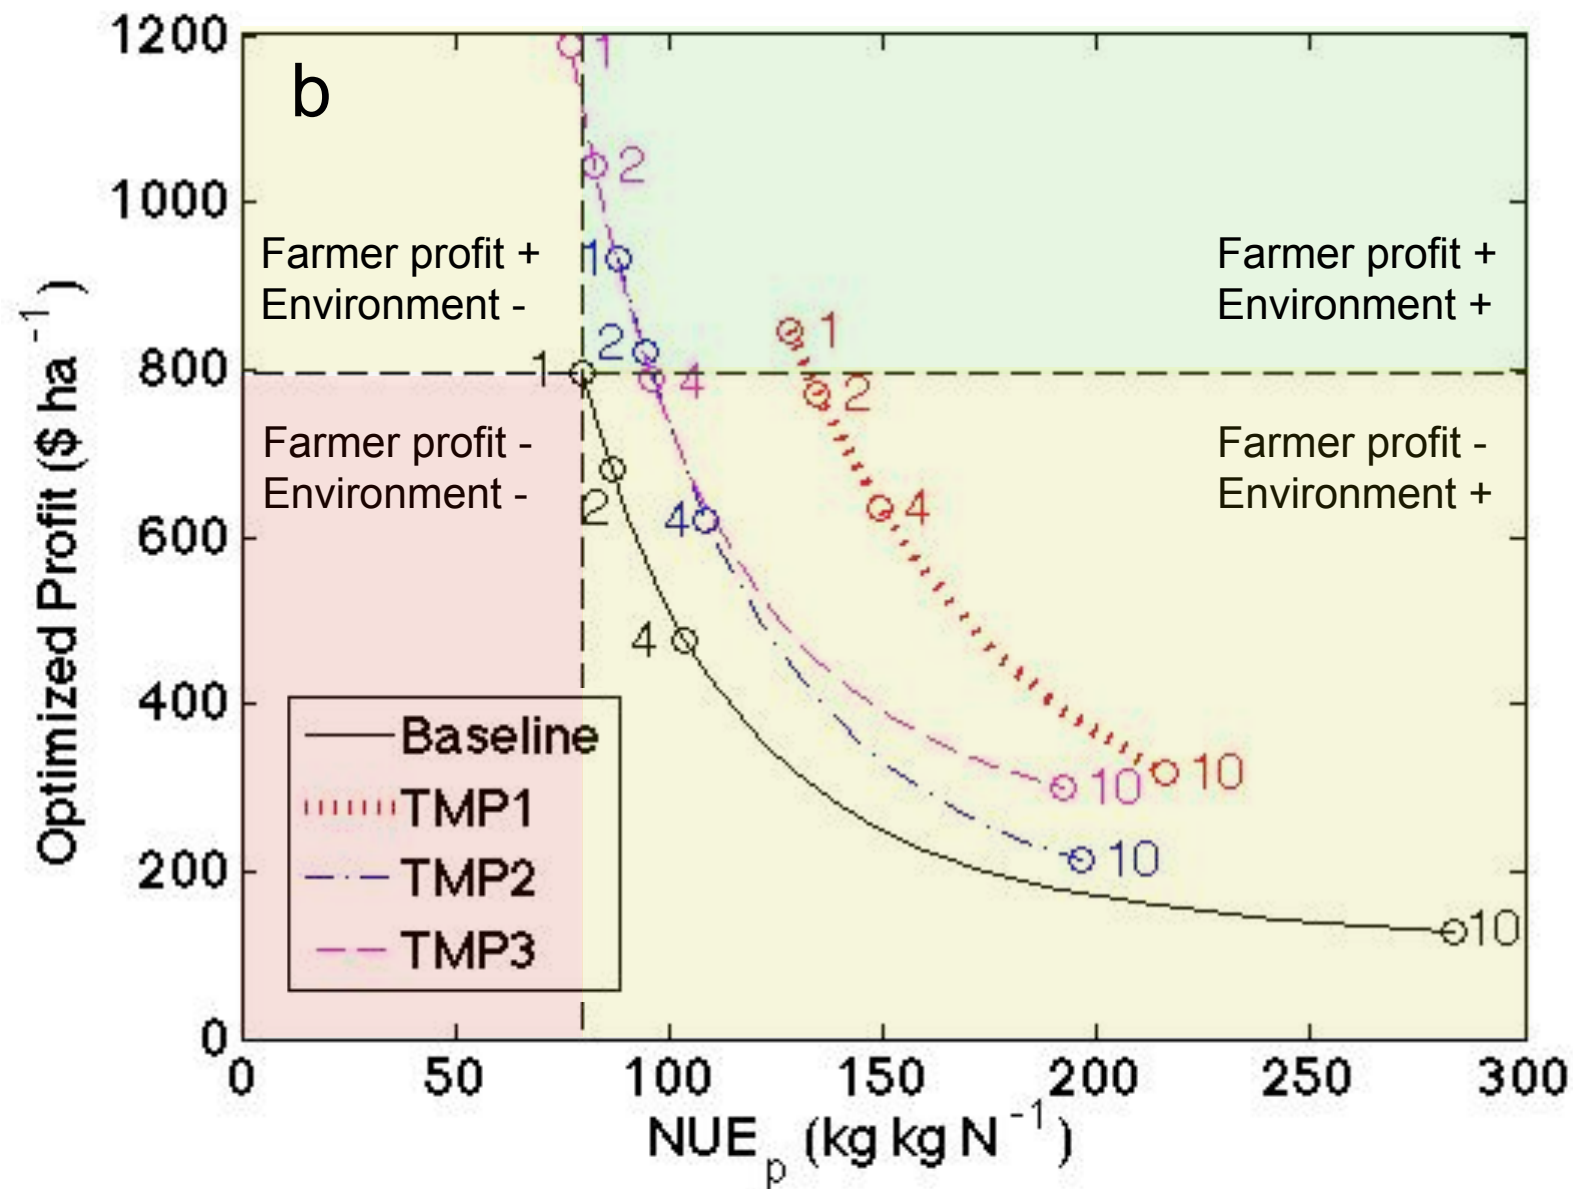 1200
1000
800
600
400
200
0
0 50 100 150 200 250 300
Optimized Profit ($ ha -1)
NUEp (kg kg N -1)
b
Farmer profit +
Environment -
Farmer profit +
Environment +
Farmer profit -
Environment -
Farmer profit -
Environment +
1
2
1
2
4
4
10
1
2
4
10
1
2
4
10
10
Baseline
TMP1
TMP2
TMP3